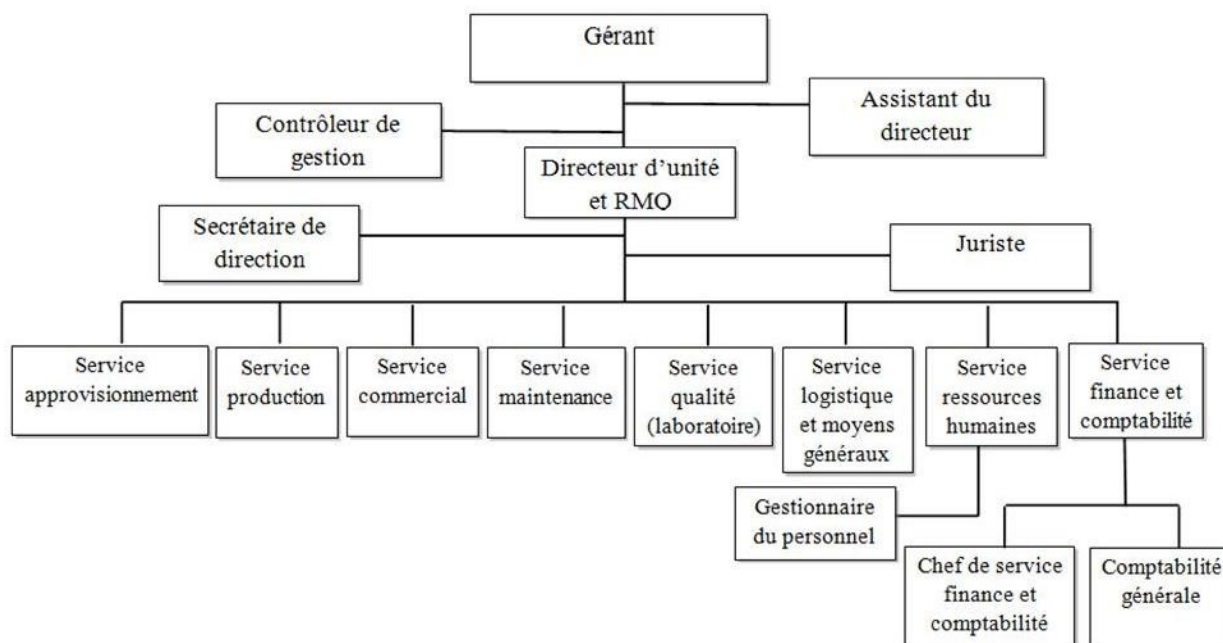 Gérant
Assistant du
directeur
Contrôleur de
gestion
Directeur d’unité
et RMQ
Secrétaire de
direction
Juriste
Service
approvisionnement
Service
production
Service
commercial
Service
maintenance
Service
qualité
(laboratoire)
Service
logistique
et moyens
généraux
Service
ressources
humaines
Service
finance et
comptabilité
Gestionnaire
du personnel
Chef de service
finance et
comptabilité
Comptabilité
générale